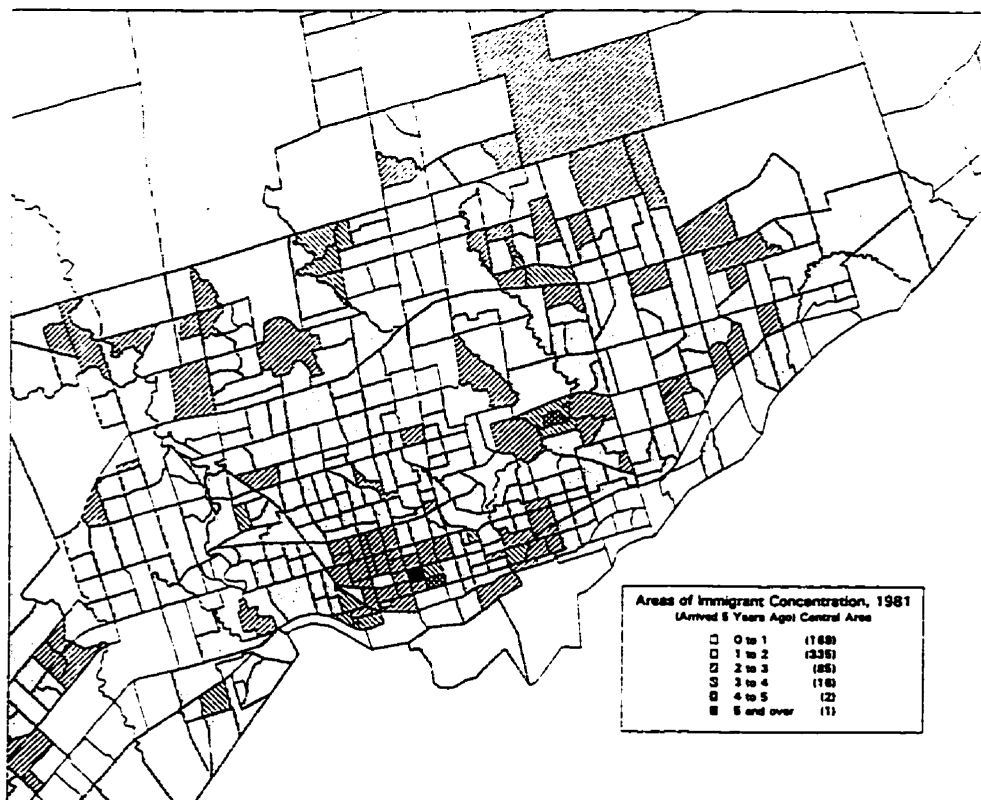 Areas of Immigrant Concentration, 1981
(Arrived 5 Years Ago) Central Area
0 to 1 (168)
1 to 2 (335)
2 to 3 (85)
3 to 4 (16)
4 to 5 (2)
5 and over (1)